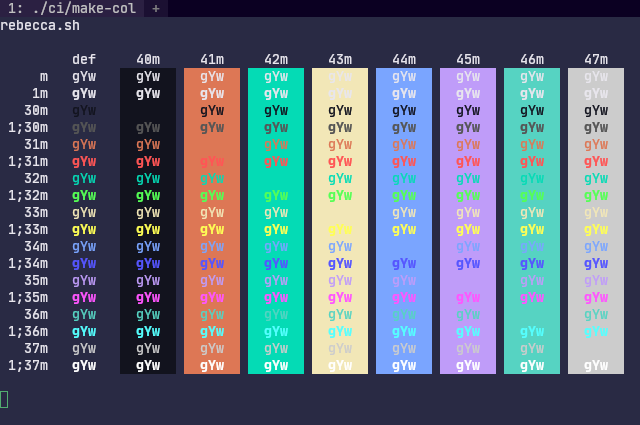 1: ./ci/make-col +
rebecca.sh
def 40m 41m 42m 43m 44m 45m 46m 47m
m gYw gYw gYw gYw gYw gYw gYw gYw gYw
1m gYw gYw gYw gYw gYw gYw gYw gYw gYw
30m gYw gYw gYw gYw gYw gYw gYw gYw
1;30m gYw gYw gYw gYw gYw gYw gYw gYw gYw
31m gYw gYw gYw gYw gYw gYw gYw gYw
1;31m gYw gYw gYw gYw gYw gYw gYw gYw gYw
32m gYw gYw gYw gYw gYw gYw gYw gYw
1;32m gYw gYw gYw gYw gYw gYw gYw gYw gYw
33m gYw gYw gYw gYw gYw gYw gYw gYw
1;33m gYw gYw gYw gYw gYw gYw gYw gYw gYw
34m gYw gYw gYw gYw gYw gYw gYw gYw
1;34m gYw gYw gYw gYw gYw gYw gYw gYw gYw
35m gYw gYw gYw gYw gYw gYw gYw gYw
1;35m gYw gYw gYw gYw gYw gYw gYw gYw gYw
36m gYw gYw gYw gYw gYw gYw gYw gYw
1;36m gYw gYw gYw gYw gYw gYw gYw gYw gYw
37m gYw gYw gYw gYw gYw gYw gYw gYw
1;37m gYw gYw gYw gYw gYw gYw gYw gYw gYw